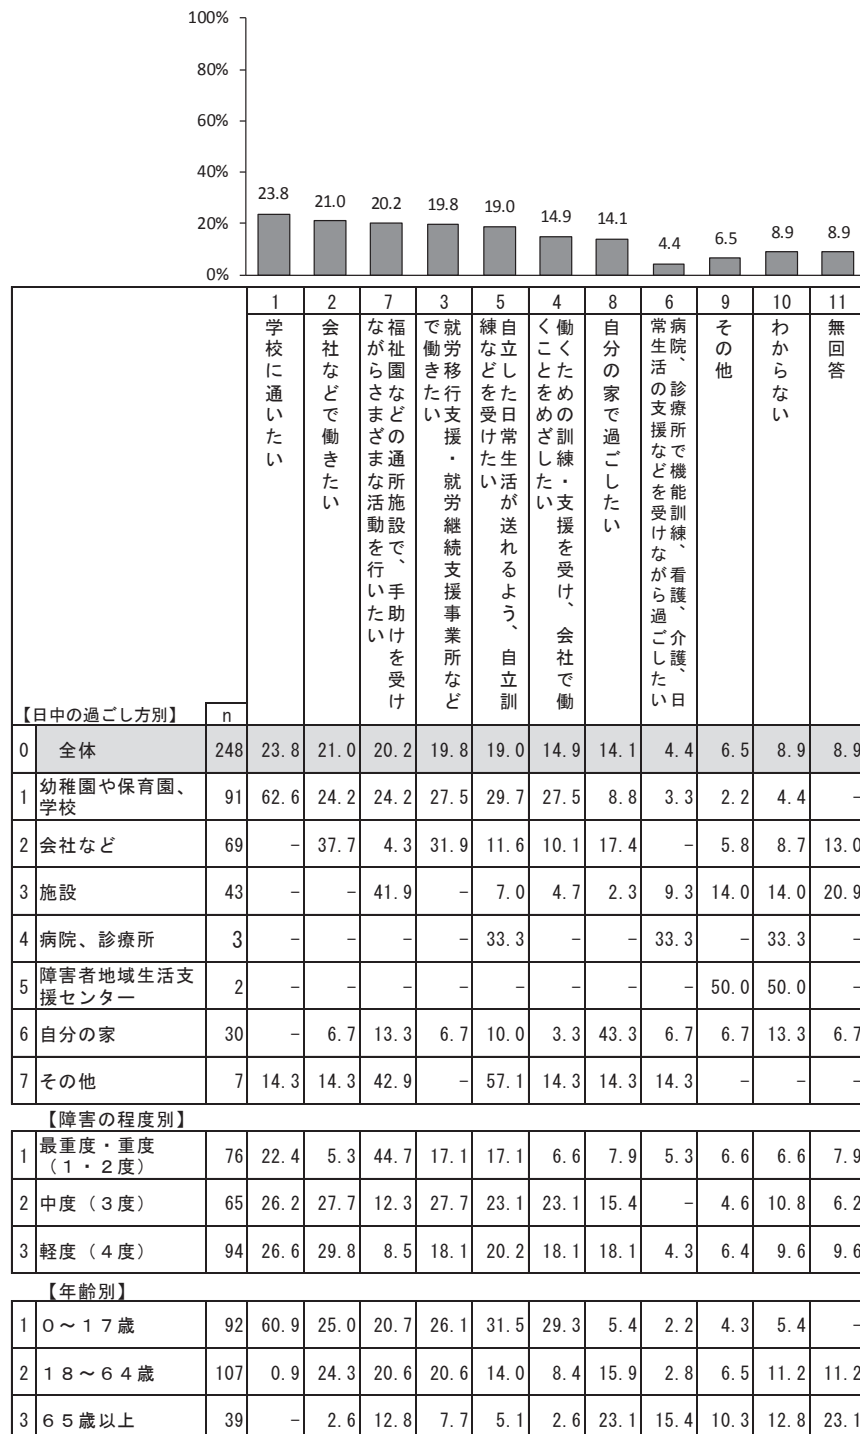 100%
80%
60%
40%
20%
0%
23.8 21.0 20.2 19.8 19.0 14.9 14.1 4.4 6.5 8.9 8.9
1 2 7 3 5 4 8 6 9 10 11
学校に通いたい
会社などで働きたい
福祉園などの通所施設で、手助けを受け
ながらさまざまな活動を行いたい
就労移行支援・就労継続支援事業所など
で働きたい
自立した日常生活が送れるよう、自立訓
練などを受けたい
働くための訓練・支援を受け、会社で働
くことをめざしたい
自分の家で過ごしたい
病院、診療所で機能訓練、看護、介護、日
常生活の支援などを受けながら過ごしたい
その他
わからない
無回答
【日中の過ごし方別】 n
0 全体 248 23.8 21.0 20.2 19.8 19.0 14.9 14.1 4.4 6.5 8.9 8.9
1 幼稚園や保育園、
学校 91 62.6 24.2 24.2 27.5 29.7 27.5 8.8 3.3 2.2 4.4 −
2 会社など 69 − 37.7 4.3 31.9 11.6 10.1 17.4 − 5.8 8.7 13.0
3 施設 43 − − 41.9 − 7.0 4.7 2.3 9.3 14.0 14.0 20.9
4 病院、診療所 3 − − − − 33.3 − − 33.3 − 33.3 −
5 障害者地域生活支
援センター 2 − − − − − − − − 50.0 50.0 −
6 自分の家 30 − 6.7 13.3 6.7 10.0 3.3 43.3 6.7 6.7 13.3 6.7
7 その他 7 14.3 14.3 42.9 − 57.1 14.3 14.3 14.3 − − −
【障害の程度別】
1 最重度・重度
（１・２度） 76 22.4 5.3 44.7 17.1 17.1 6.6 7.9 5.3 6.6 6.6 7.9
2 中度（３度） 65 26.2 27.7 12.3 27.7 23.1 23.1 15.4 − 4.6 10.8 6.2
3 軽度（４度） 94 26.6 29.8 8.5 18.1 20.2 18.1 18.1 4.3 6.4 9.6 9.6
【年齢別】
1 ０～１７歳 92 60.9 25.0 20.7 26.1 31.5 29.3 5.4 2.2 4.3 5.4 −
2 １８～６４歳 107 0.9 24.3 20.6 20.6 14.0 8.4 15.9 2.8 6.5 11.2 11.2
3 ６５歳以上 39 − 2.6 12.8 7.7 5.1 2.6 23.1 15.4 10.3 12.8 23.1